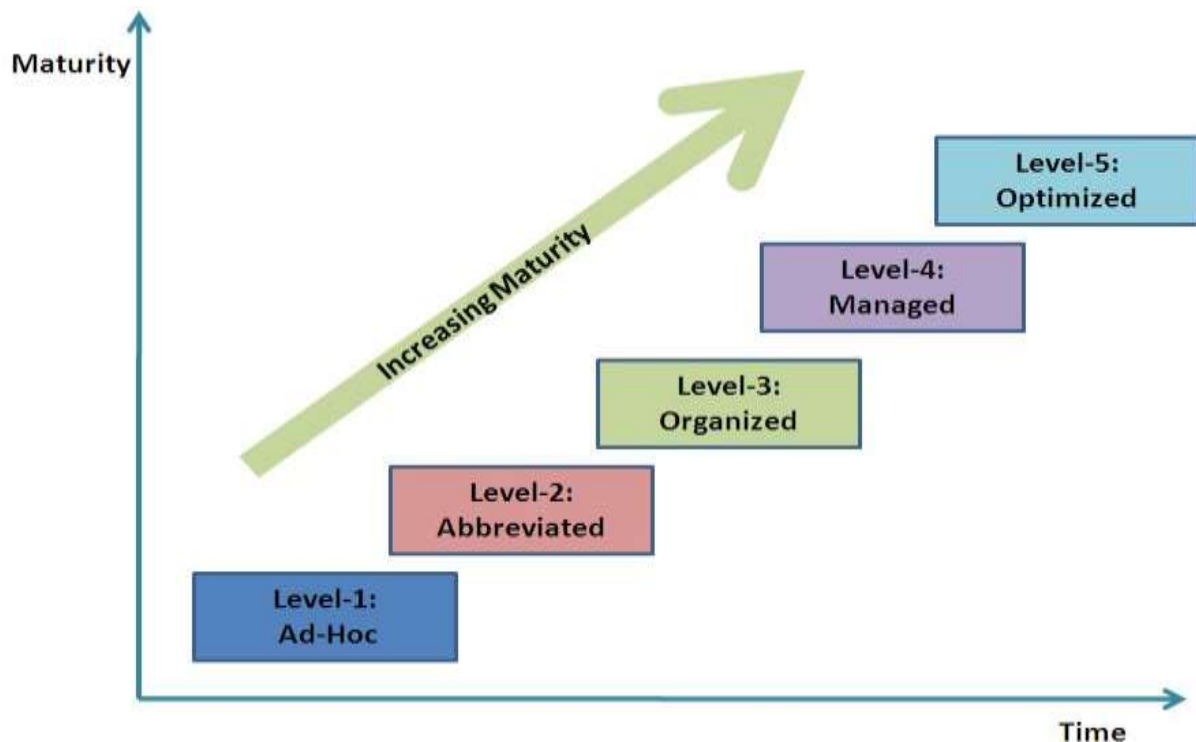 Maturity
Increasing Maturity
Level-5:
Optimized
Level-4:
Managed
Level-3:
Organized
Level-2:
Abbreviated
Level-1:
Ad-Hoc
Time